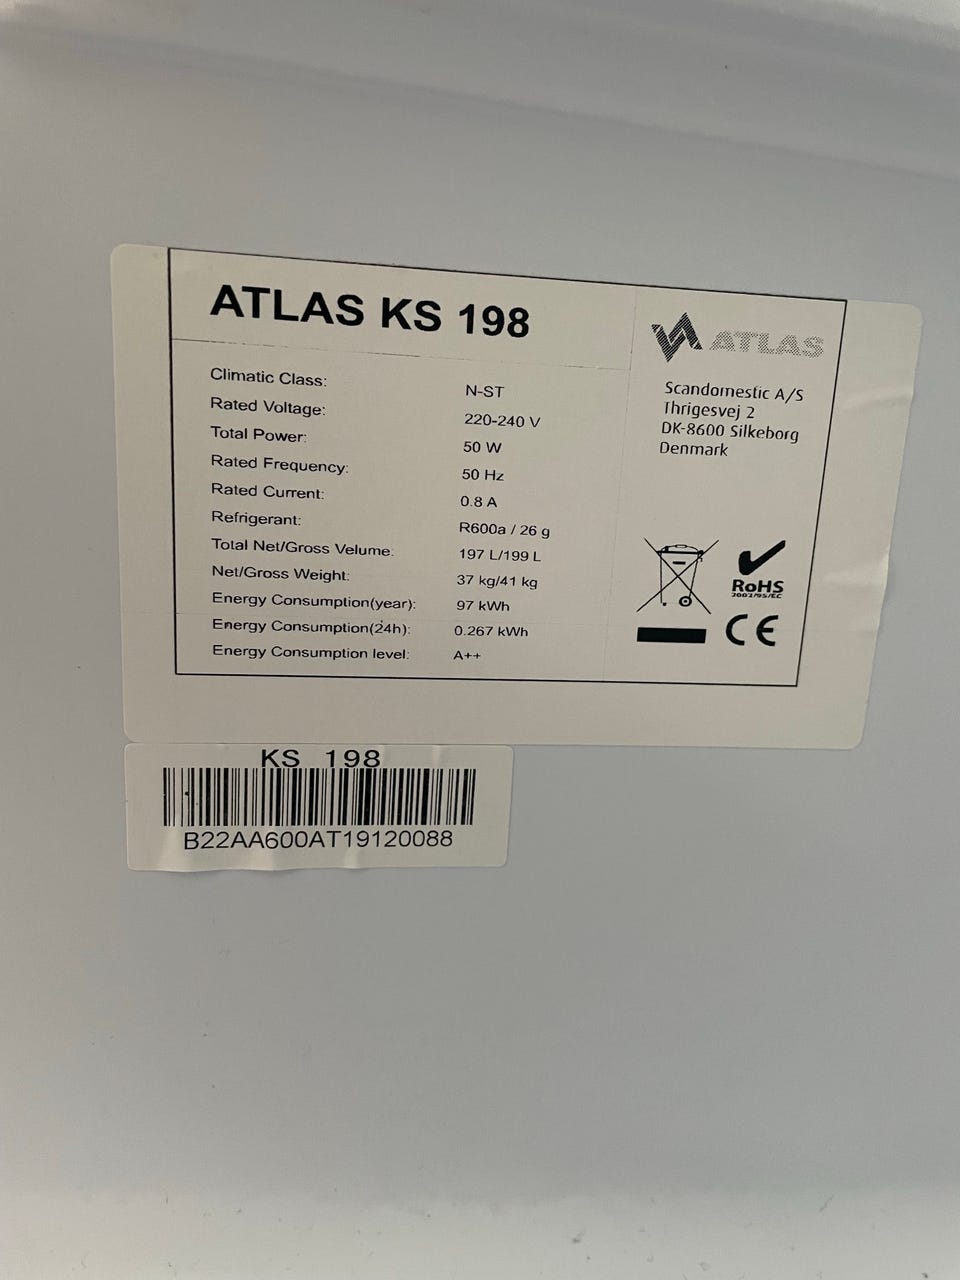 ATLAS KS 198
Climatic Class: N-ST
Rated Voltage: 220-240 V
Total Power: 50 W
Rated Frequency: 50 Hz
Rated Current: 0.8 A
Refrigerant: R600a / 26 g
Total Net/Gross Velume: 197 L/199 L
Net/Gross Weight: 37 kg/41 kg
Energy Consumption(year): 97 kWh
Energy Consumption(24h): 0.267 kWh
Energy Consumption level: A++
ATLAS
Scandomestic A/S
Thrigesvej 2
DK-8600 Silkeborg
Denmark
RoHS
2002/95/EC
CE
KS 198
B22AA600AT19120088